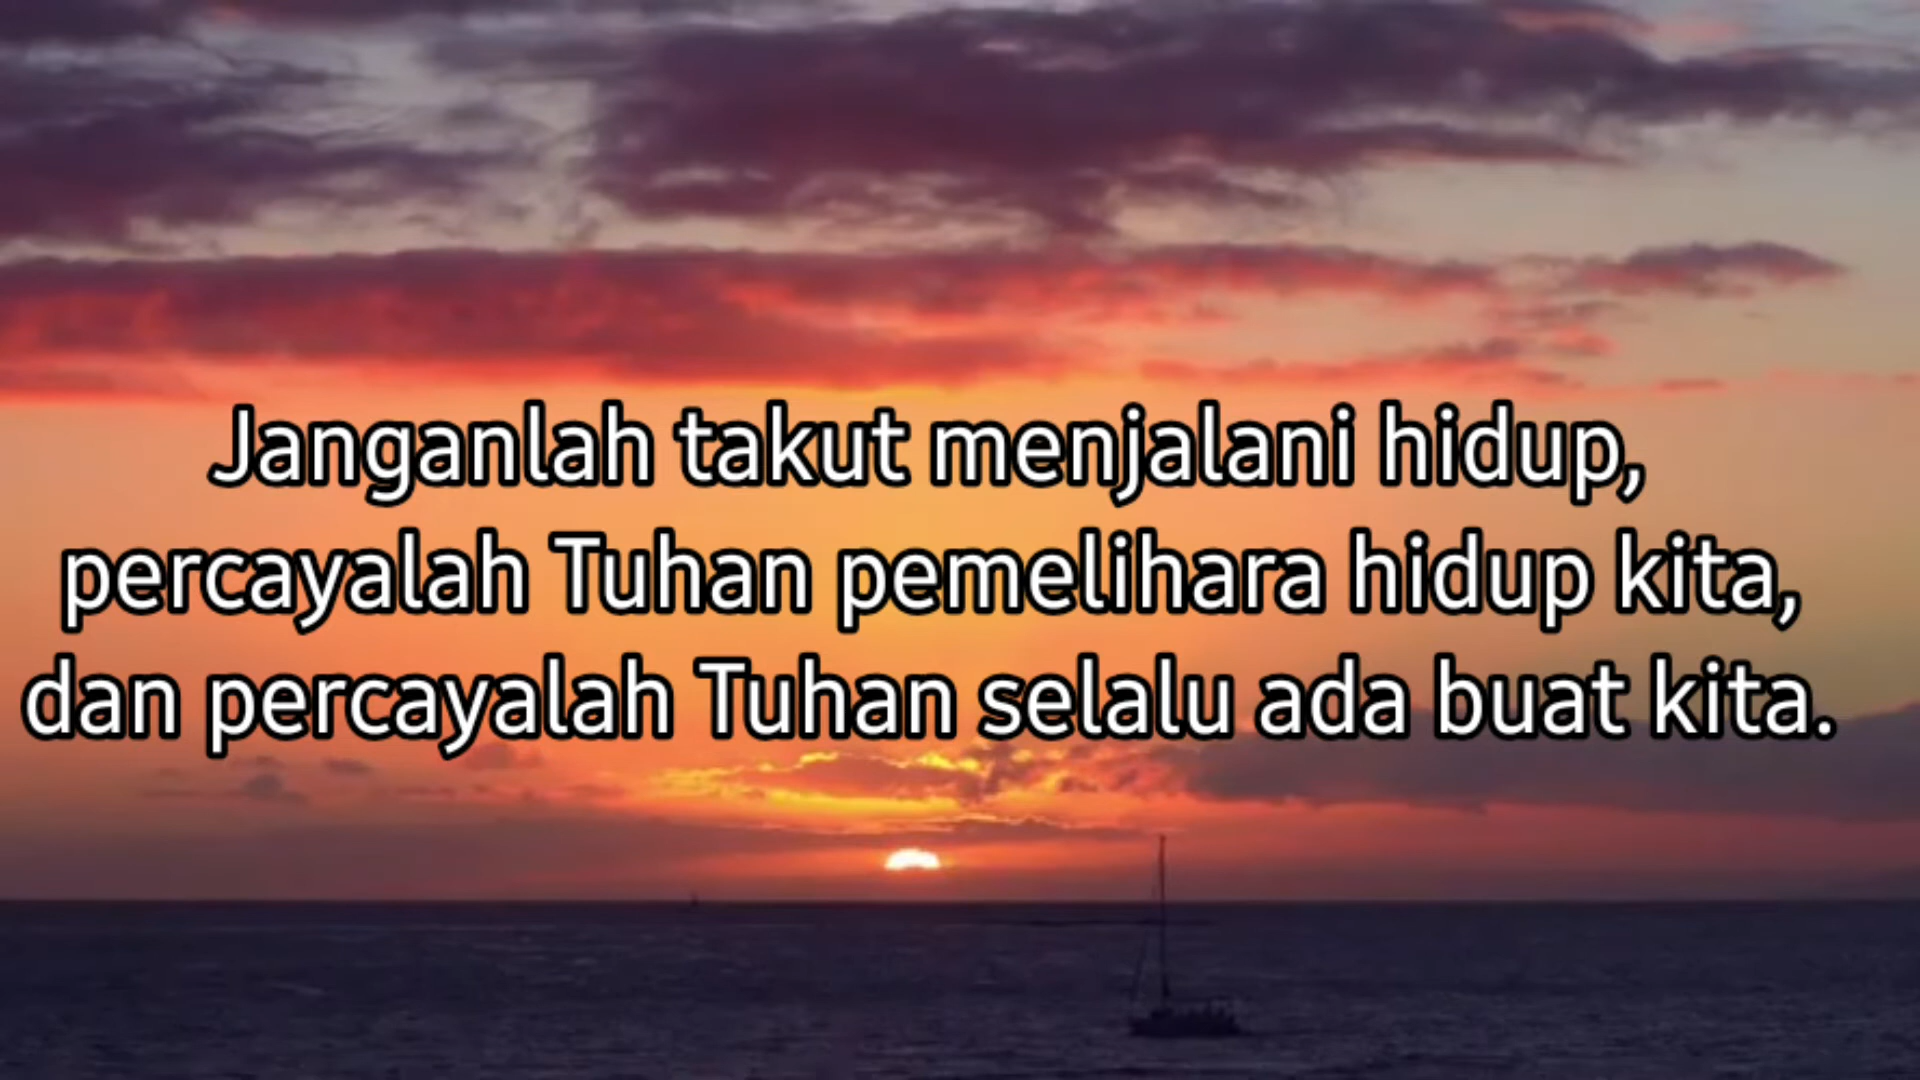 Janganlah takut menjalani hidup,
percayalah Tuhan pemelihara hidup kita,
dan percayalah Tuhan selalu ada buat kita.